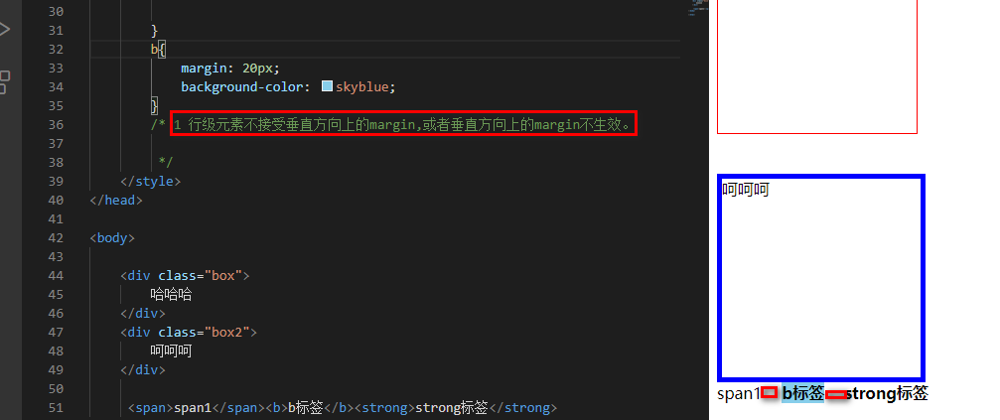 30
31 }
32 b{
33 margin: 20px;
34 background-color: skyblue;
35 }
36 /* 1 行级元素不接受垂直方向上的margin,或者垂直方向上的margin不生效。
37
38 */
39 </style>
40 </head>
41
42 <body>
43
44 <div class="box">
45 哈哈哈
46 </div>
47 <div class="box2">
48 呵呵呵
49 </div>
50
51 <span>span1</span><b>b标签</b><strong>strong标签</strong>
呵呵呵
span1 b标签 strong标签